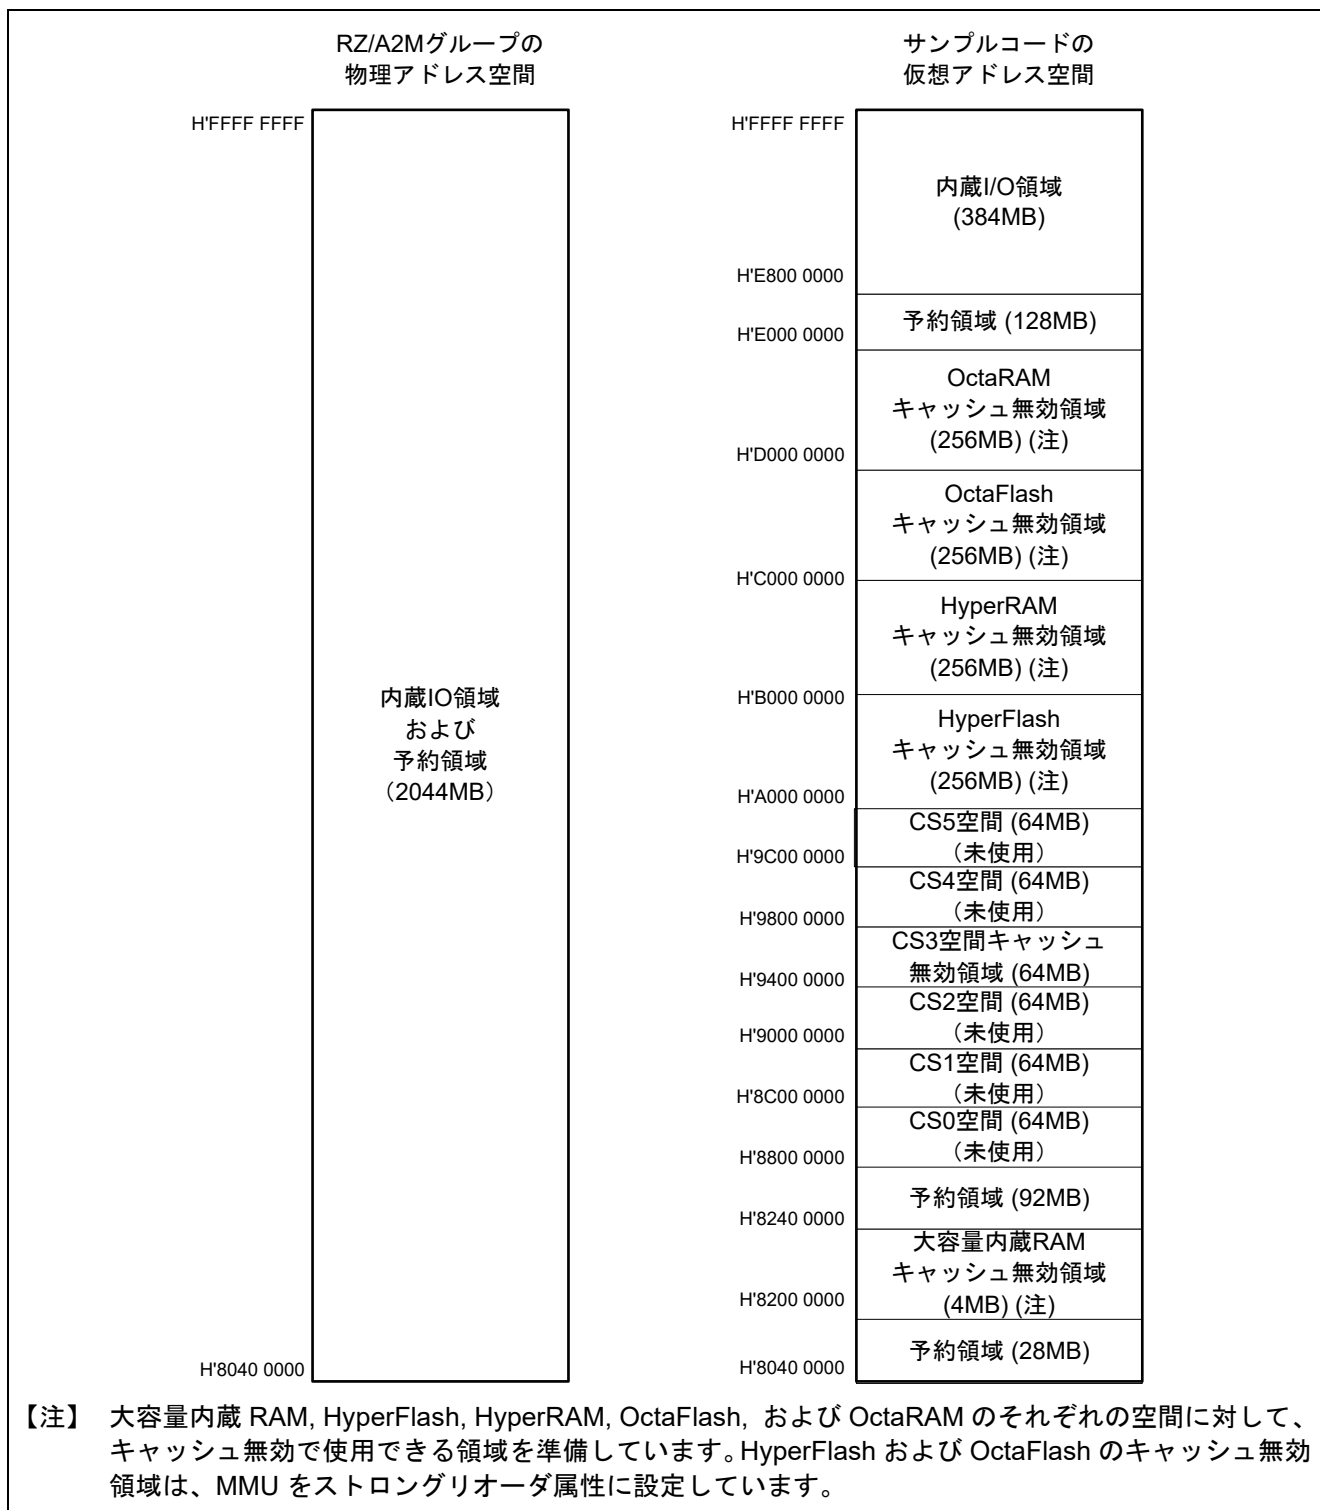 RZ/A2Mグループの
物理アドレス空間
H'FFFF FFFF
内蔵IO領域
および
予約領域
（2044MB）
H'8040 0000
サンプルコードの
仮想アドレス空間
H'FFFF FFFF
内蔵I/O領域
(384MB)
H'E800 0000
予約領域 (128MB)
H'E000 0000
OctaRAM
キャッシュ無効領域
(256MB) (注)
H'D000 0000
OctaFlash
キャッシュ無効領域
(256MB) (注)
H'C000 0000
HyperRAM
キャッシュ無効領域
(256MB) (注)
H'B000 0000
HyperFlash
キャッシュ無効領域
(256MB) (注)
H'A000 0000
CS5空間 (64MB)
（未使用）
H'9C00 0000
CS4空間 (64MB)
（未使用）
H'9800 0000
CS3空間キャッシュ
無効領域 (64MB)
H'9400 0000
CS2空間 (64MB)
（未使用）
H'9000 0000
CS1空間 (64MB)
（未使用）
H'8C00 0000
CS0空間 (64MB)
（未使用）
H'8800 0000
予約領域 (92MB)
H'8240 0000
大容量内蔵RAM
キャッシュ無効領域
(4MB) (注)
H'8200 0000
予約領域 (28MB)
H'8040 0000
【注】 大容量内蔵 RAM, HyperFlash, HyperRAM, OctaFlash, および OctaRAM のそれぞれの空間に対して、
キャッシュ無効で使用できる領域を準備しています。HyperFlash および OctaFlash のキャッシュ無効
領域は、MMU をストロングリオーダ属性に設定しています。